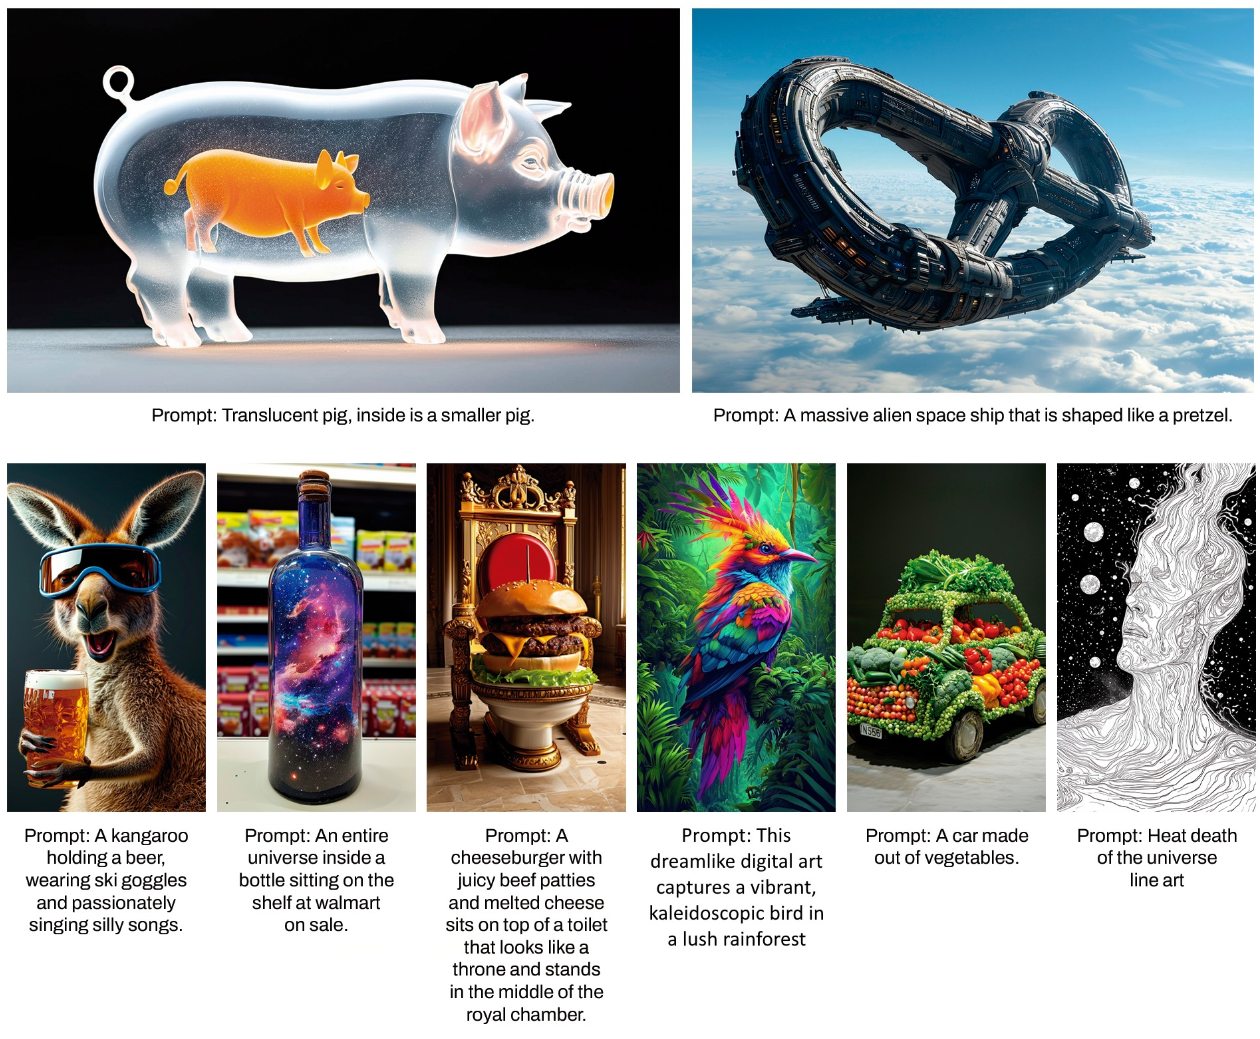 Prompt: Translucent pig, inside is a smaller pig.
Prompt: A massive alien space ship that is shaped like a pretzel.
Prompt: A kangaroo
holding a beer,
wearing ski goggles
and passionately
singing silly songs.
Prompt: An entire
universe inside a
bottle sitting on the
shelf at walmart
on sale.
Prompt: A
cheeseburger with
juicy beef patties
and melted cheese
sits on top of a toilet
that looks like a
throne and stands
in the middle of the
royal chamber.
Prompt: This
dreamlike digital art
captures a vibrant,
kaleidoscopic bird in
a lush rainforest
Prompt: A car made
out of vegetables.
Prompt: Heat death
of the universe
line art